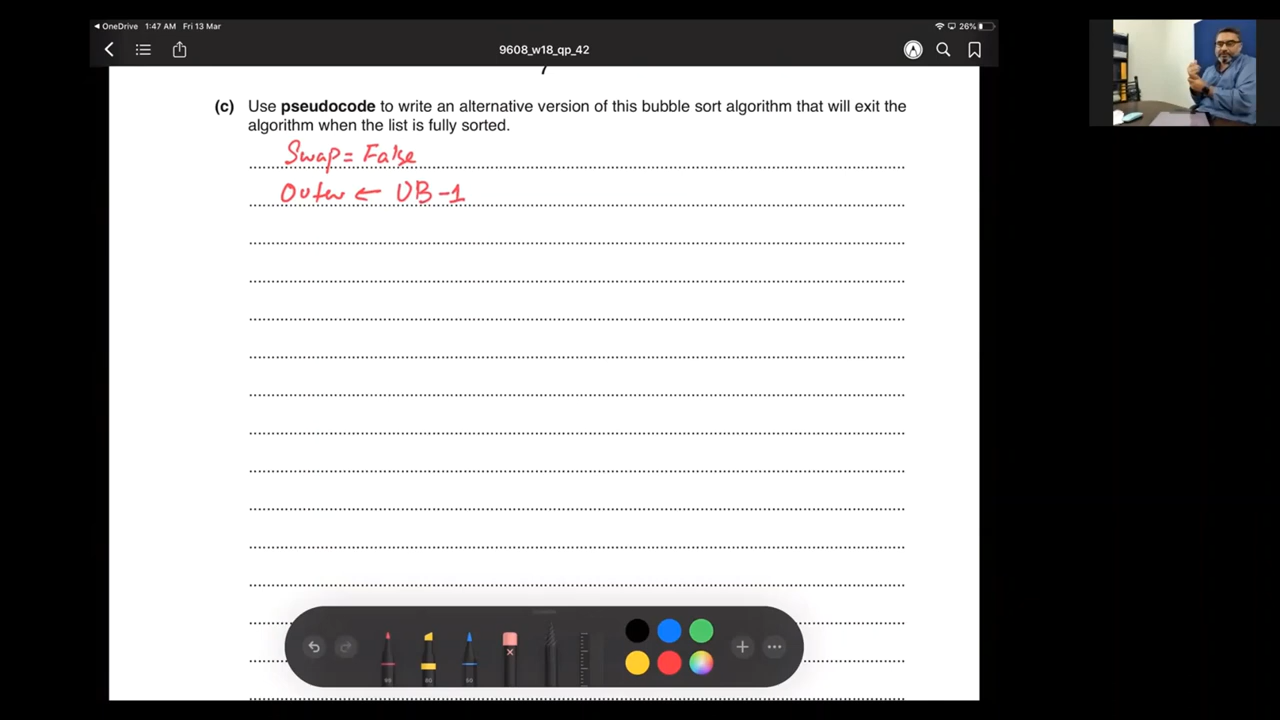 OneDrive 1:47 AM Fri 13 Mar 26%
9608_w18_qp_42
(c) Use pseudocode to write an alternative version of this bubble sort algorithm that will exit the
algorithm when the list is fully sorted.
Swap = False
Outer ← UB -1